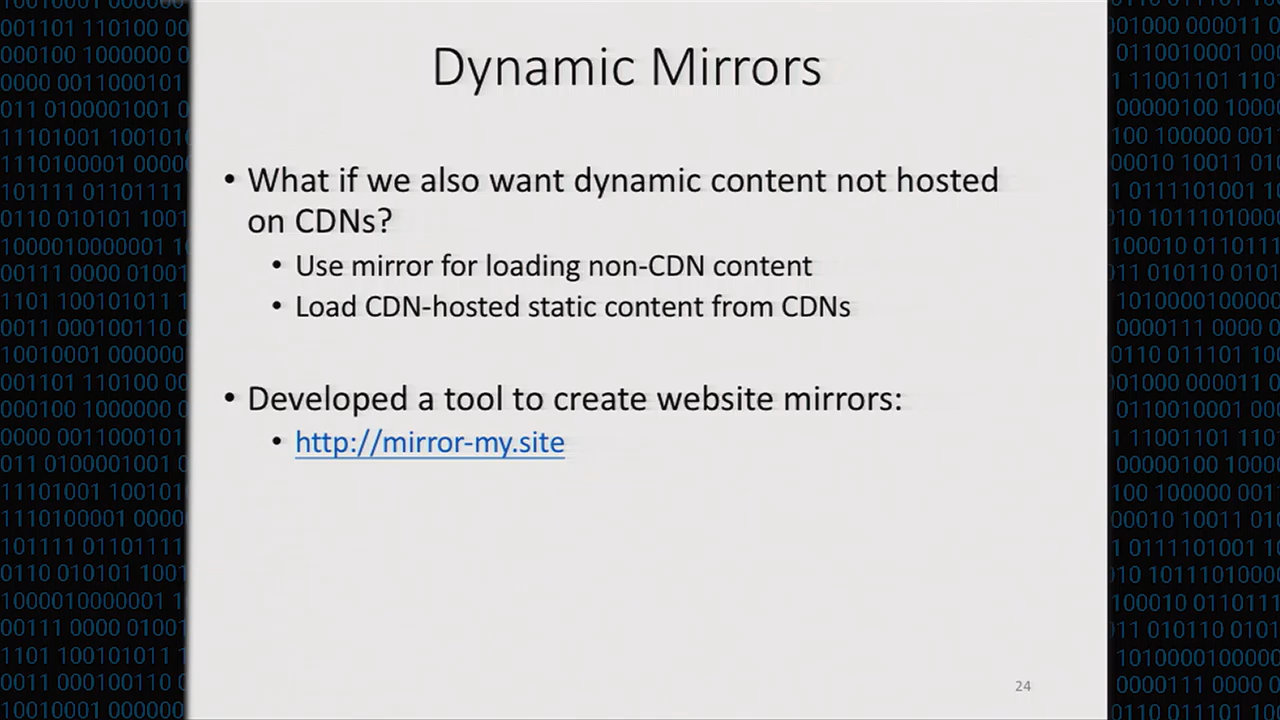 Dynamic Mirrors
• What if we also want dynamic content not hosted
on CDNs?
• Use mirror for loading non-CDN content
• Load CDN-hosted static content from CDNs
• Developed a tool to create website mirrors:
• http://mirror-my.site
24